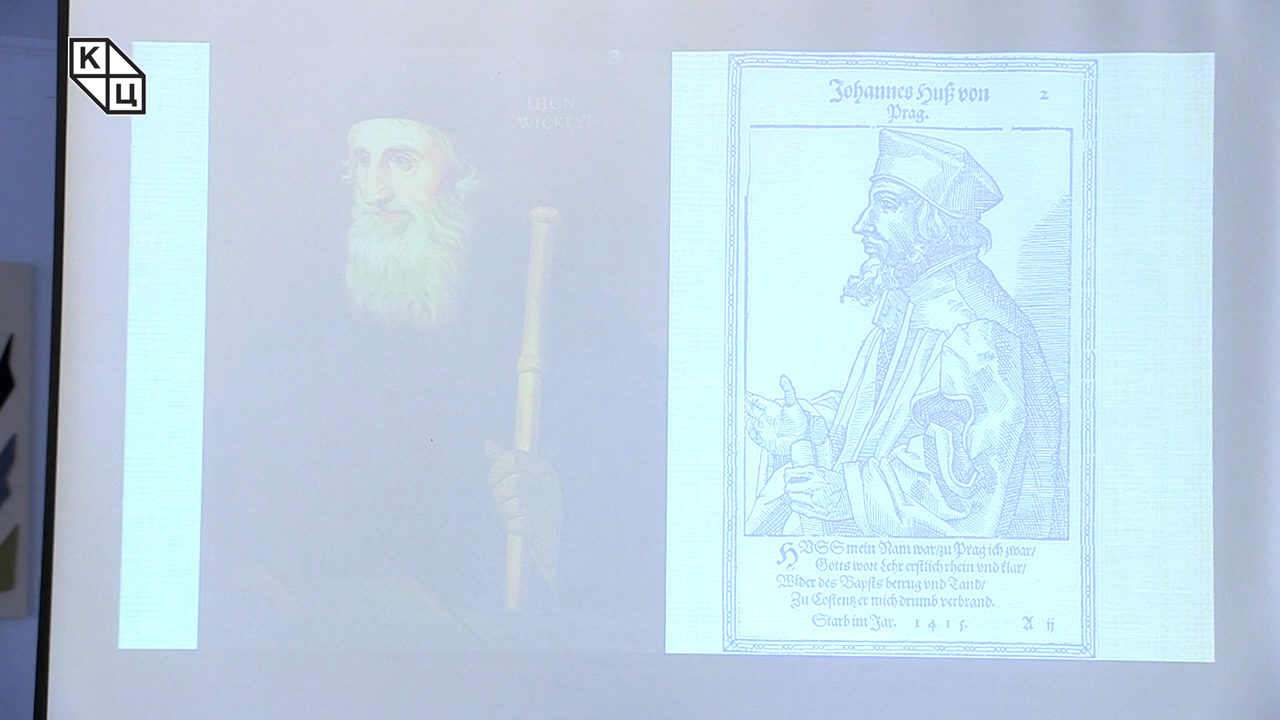 КЦ
IHON
WICKLYF
Johannes Huß von
2
Prag.
HVSS mein Nam war/zu Prag ich zwar/
Gotts wort Lehr erstlich rhein vnd klar/
Wider des Bapsts betrug vnd Tand/
Zu Costentz er mich drumb verbrand.
Starb im Jar. 1415.
A ij